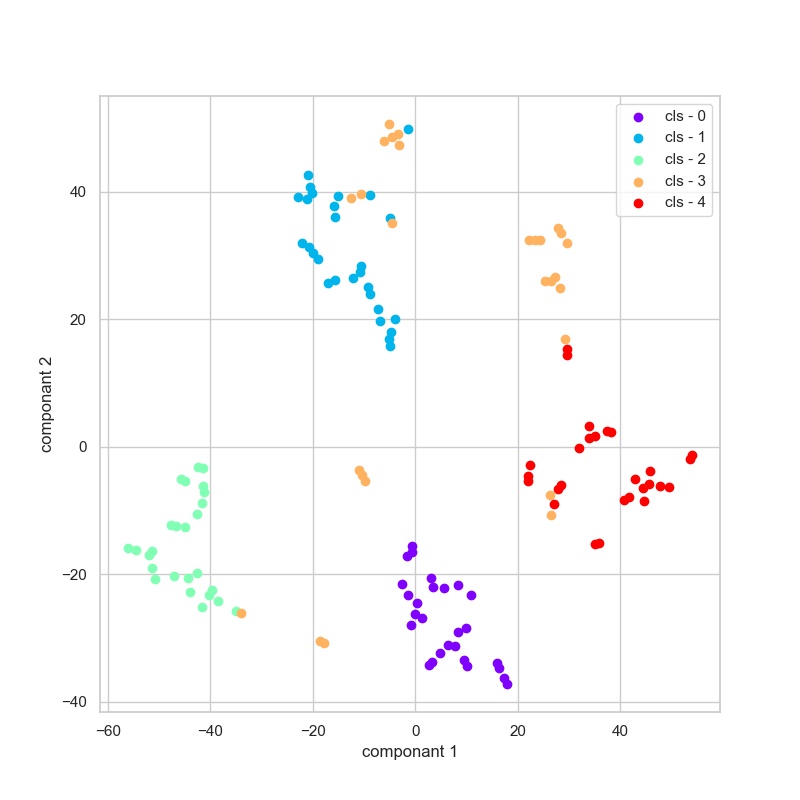 cls - 0
cls - 1
cls - 2
cls - 3
cls - 4
40
20
0
−20
−40
componant 2
−60
−40
−20
0
20
40
componant 1